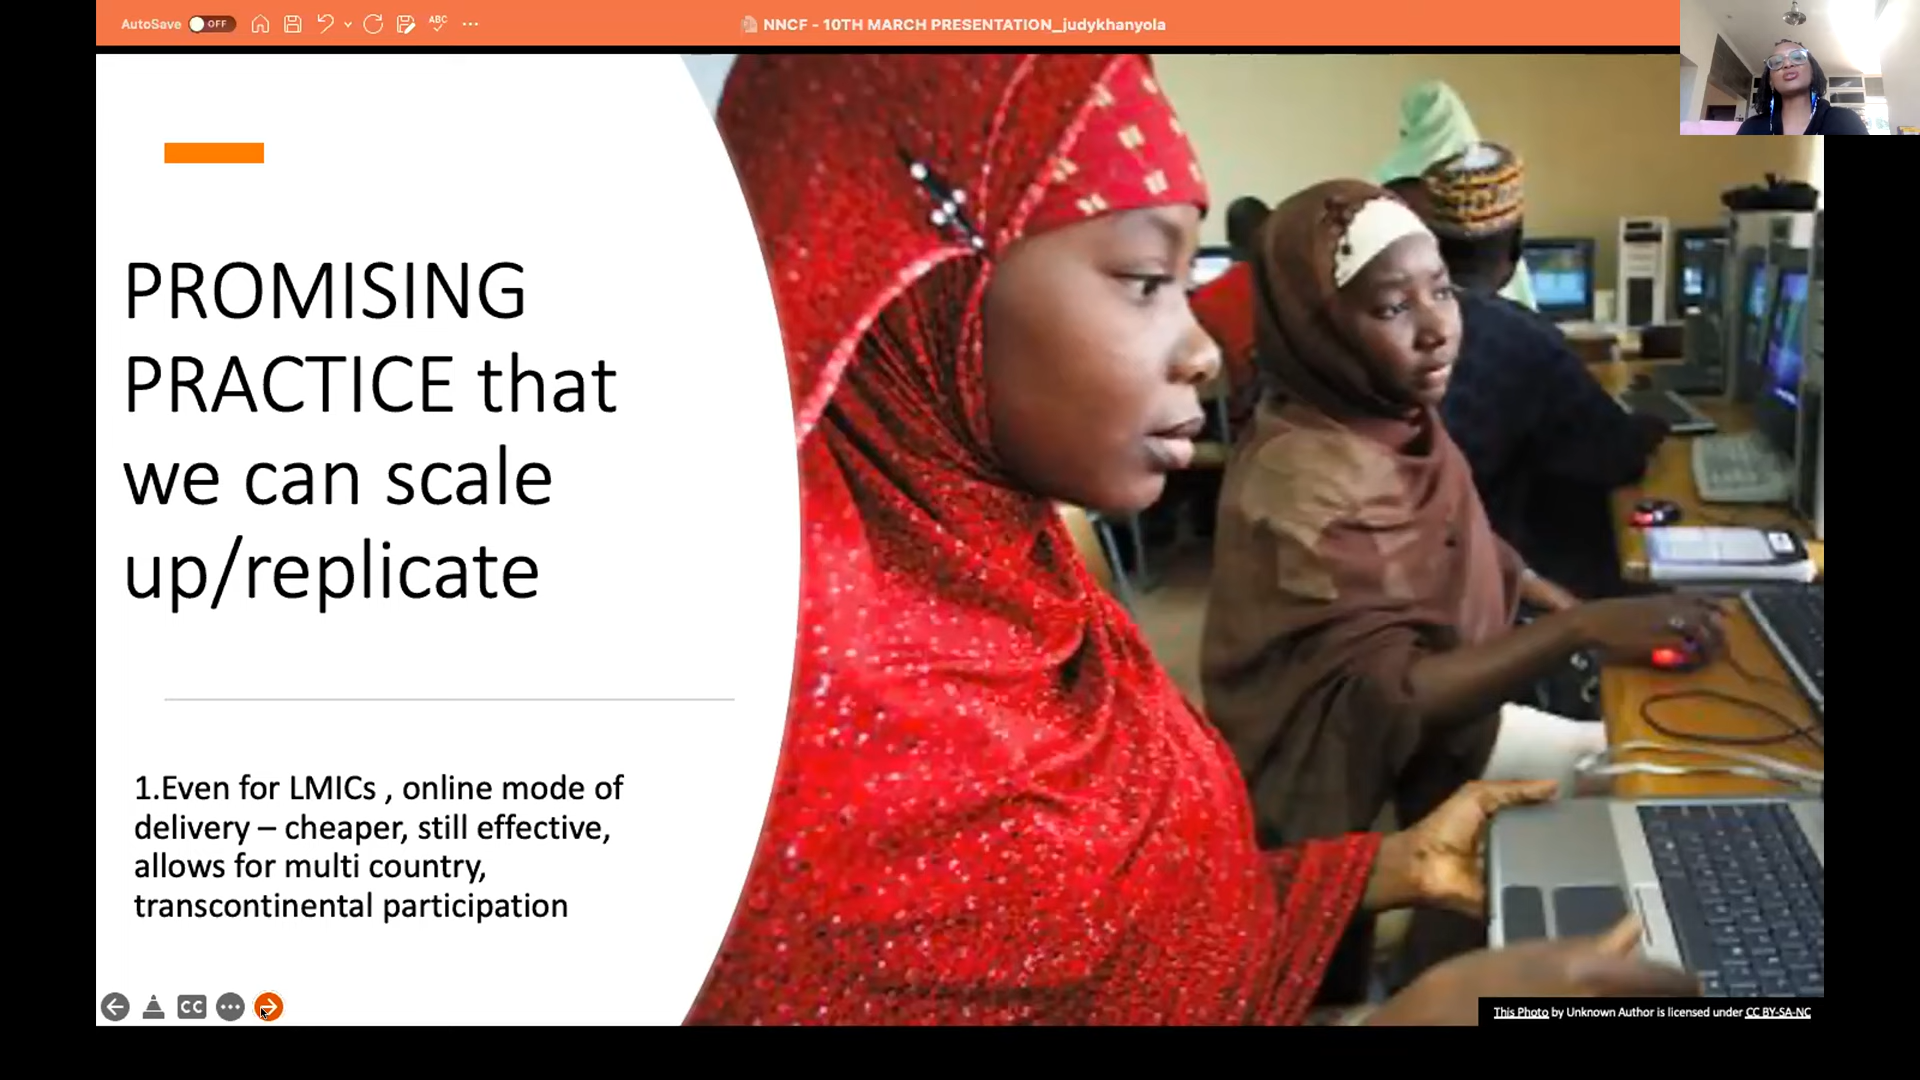 AutoSave OFF
ABC
NNCF - 10TH MARCH PRESENTATION_judykhanyola
PROMISING
PRACTICE that
we can scale
up/replicate
1.Even for LMICs , online mode of
delivery – cheaper, still effective,
allows for multi country,
transcontinental participation
CC
This Photo by Unknown Author is licensed under CC BY-SA-NC